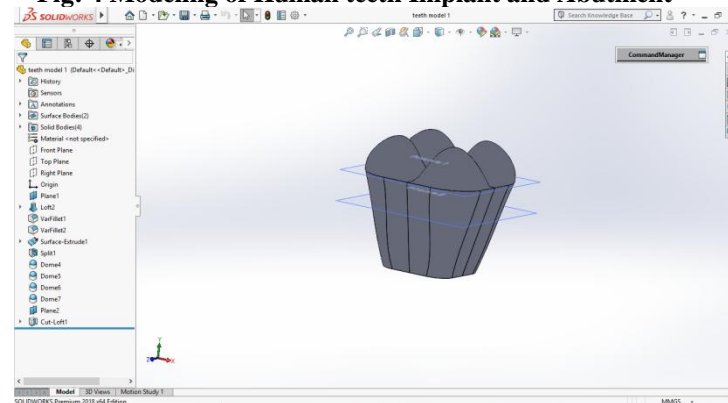 Fig. 4 Modeling of Human teeth Implant and Abutment
SOLIDWORKS
teeth model 1
Search Knowledge Base
CommandManager
teeth model 1 (Default<<Default>_Di
History
Sensors
Annotations
Surface Bodies(2)
Solid Bodies(4)
Material <not specified>
Front Plane
Top Plane
Right Plane
Origin
Plane1
Loft2
VarFillet1
VarFillet2
Surface-Extrude1
Split1
Dome4
Dome5
Dome6
Dome7
Plane2
Cut-Loft1
Y
Z
X
Model 3D Views Motion Study 1
SOLIDWORKS Premium 2018 x64 Edition
MMGS